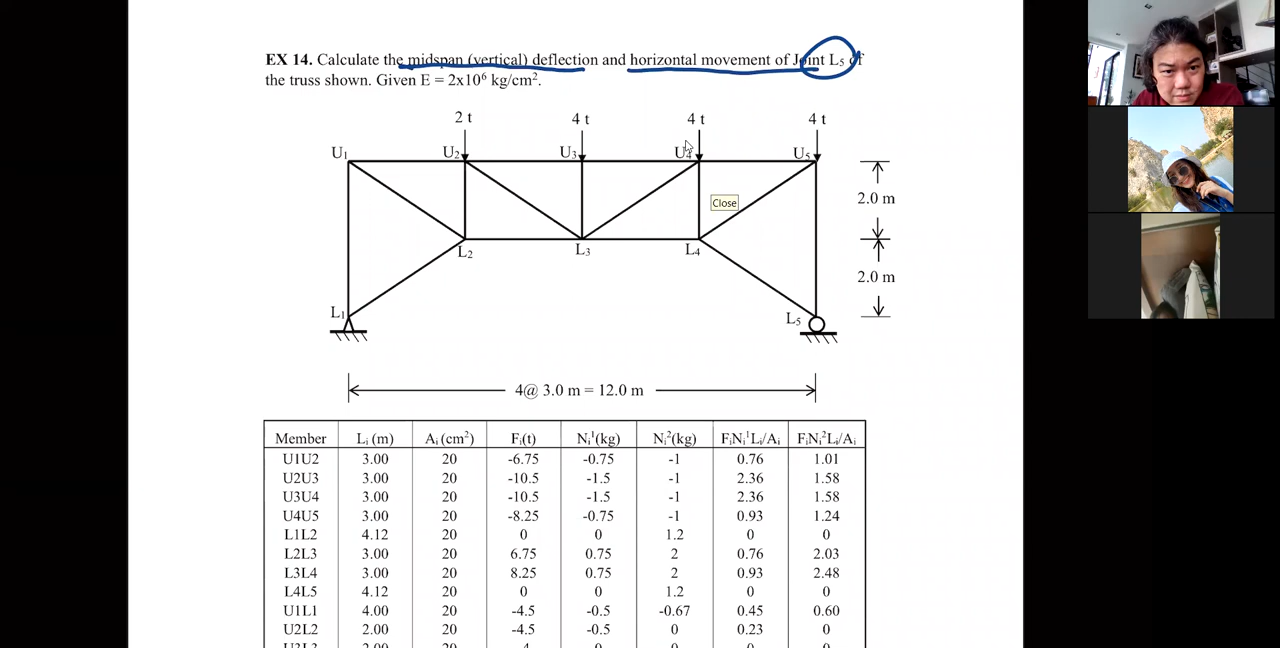 EX 14. Calculate the midspan (vertical) deflection and horizontal movement of Joint L5 of
the truss shown. Given E = 2x10⁶ kg/cm².
2 t 4 t 4 t 4 t
U1 U2 U3 U4 U5
2.0 m
Close
L2 L3 L4
2.0 m
L1 L5
4@ 3.0 m = 12.0 m
Member Li (m) Ai (cm²) Fi(t) Ni¹(kg) Ni²(kg) FiNi¹Li/Ai FiNi²Li/Ai
U1U2 3.00 20 -6.75 -0.75 -1 0.76 1.01
U2U3 3.00 20 -10.5 -1.5 -1 2.36 1.58
U3U4 3.00 20 -10.5 -1.5 -1 2.36 1.58
U4U5 3.00 20 -8.25 -0.75 -1 0.93 1.24
L1L2 4.12 20 0 0 1.2 0 0
L2L3 3.00 20 6.75 0.75 2 0.76 2.03
L3L4 3.00 20 8.25 0.75 2 0.93 2.48
L4L5 4.12 20 0 0 1.2 0 0
U1L1 4.00 20 -4.5 -0.5 -0.67 0.45 0.60
U2L2 2.00 20 -4.5 -0.5 0 0.23 0